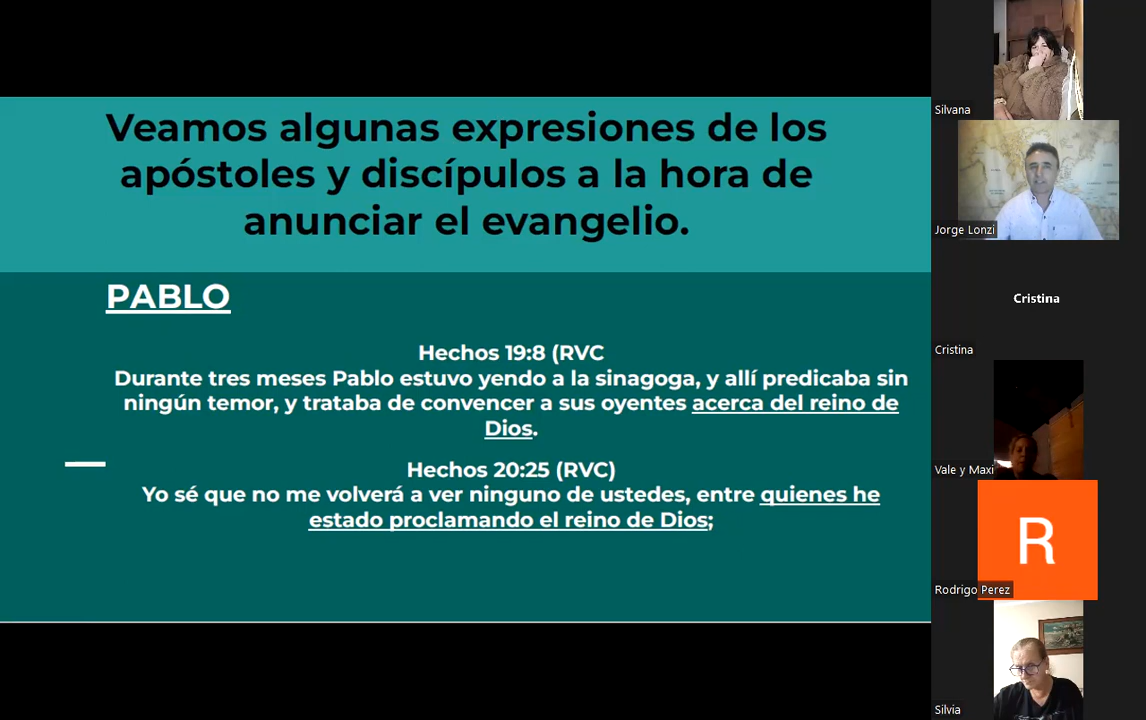 Veamos algunas expresiones de los
apóstoles y discípulos a la hora de
anunciar el evangelio.
PABLO
Hechos 19:8 (RVC
Durante tres meses Pablo estuvo yendo a la sinagoga, y allí predicaba sin
ningún temor, y trataba de convencer a sus oyentes acerca del reino de
Dios.
Hechos 20:25 (RVC)
Yo sé que no me volverá a ver ninguno de ustedes, entre quienes he
estado proclamando el reino de Dios;
Silvana
Jorge Lonzi
Cristina
Cristina
Vale y Maxi
R
Rodrigo Perez
Silvia